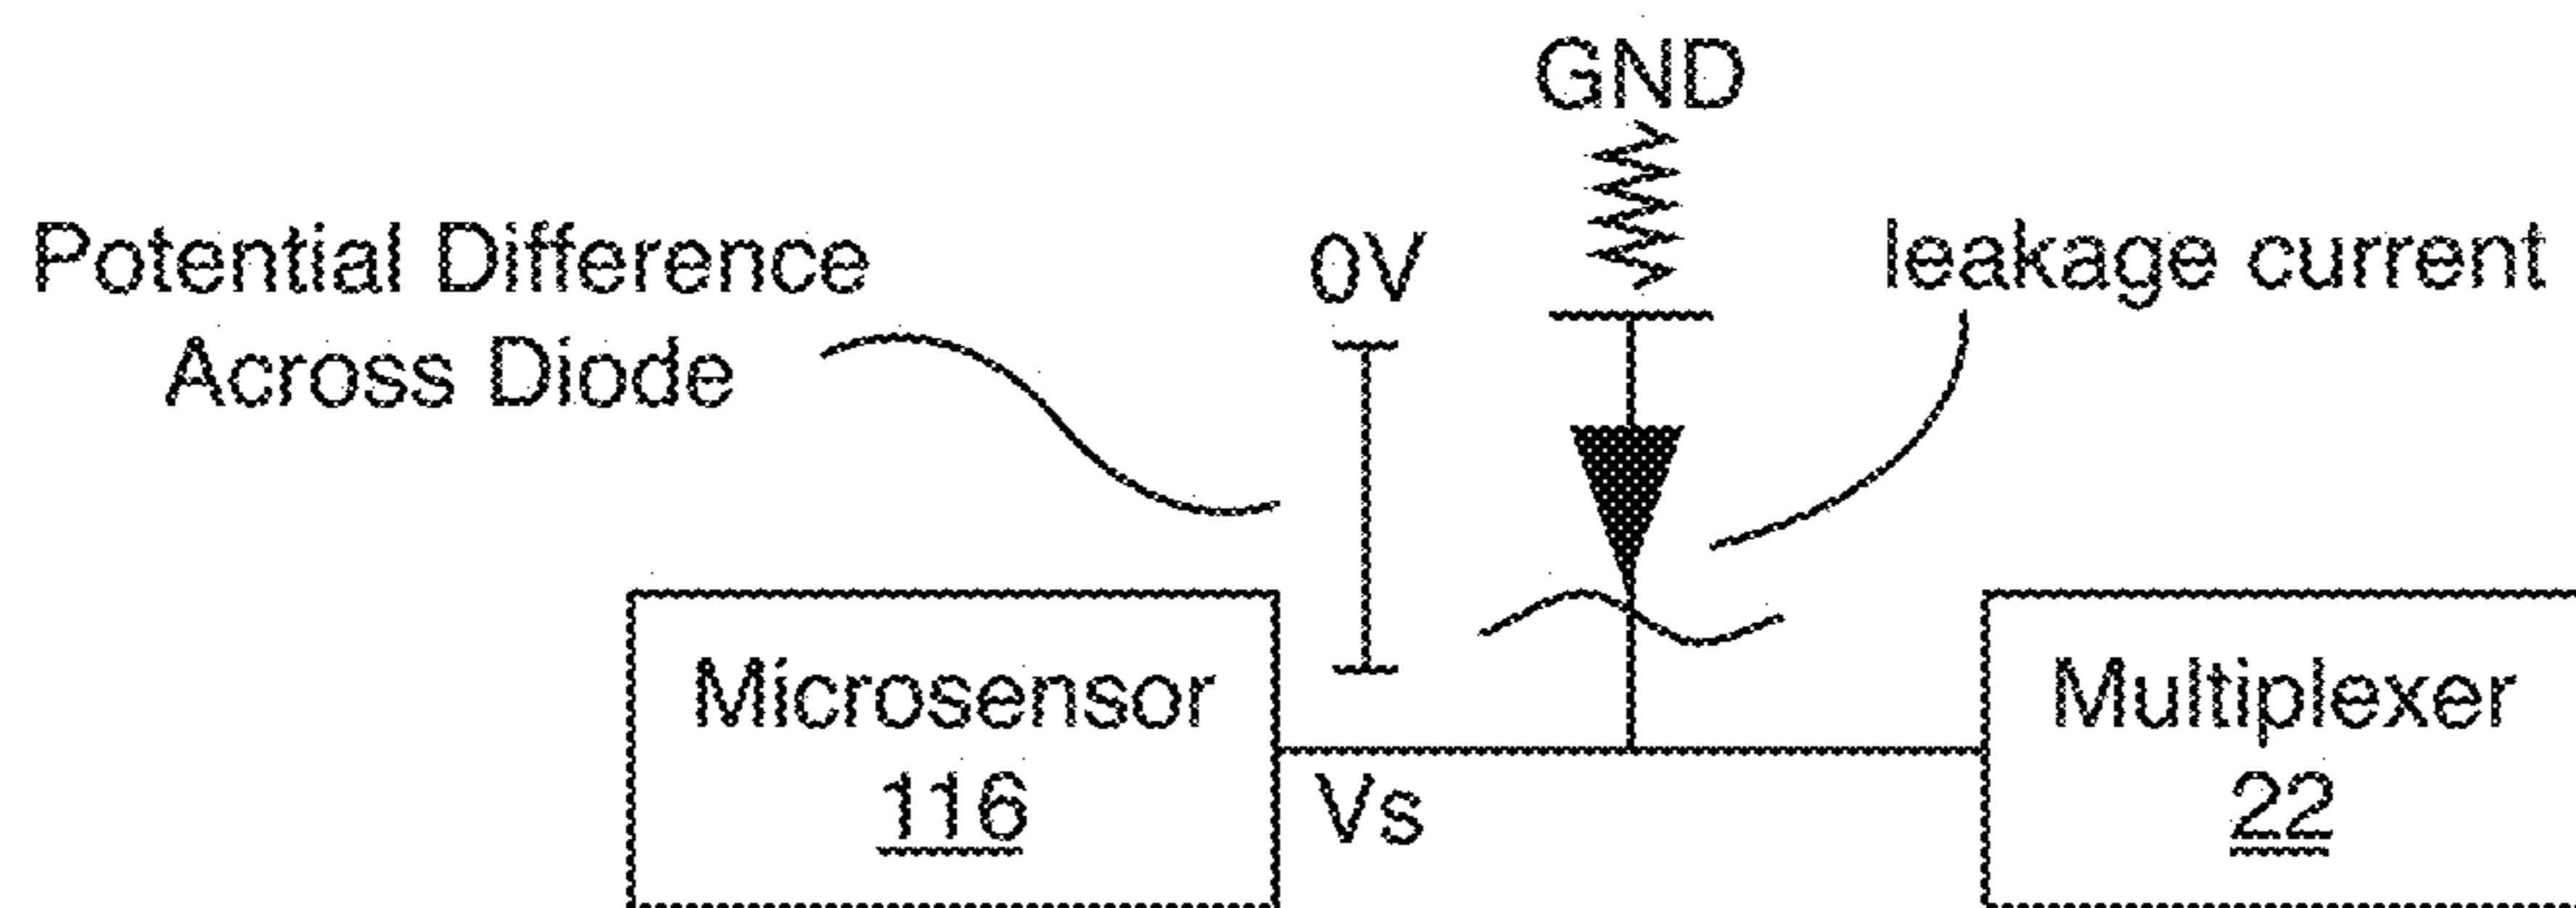 GND
Potential Difference
Across Diode
0V
leakage current
Microsensor
116
Vs
Multiplexer
22